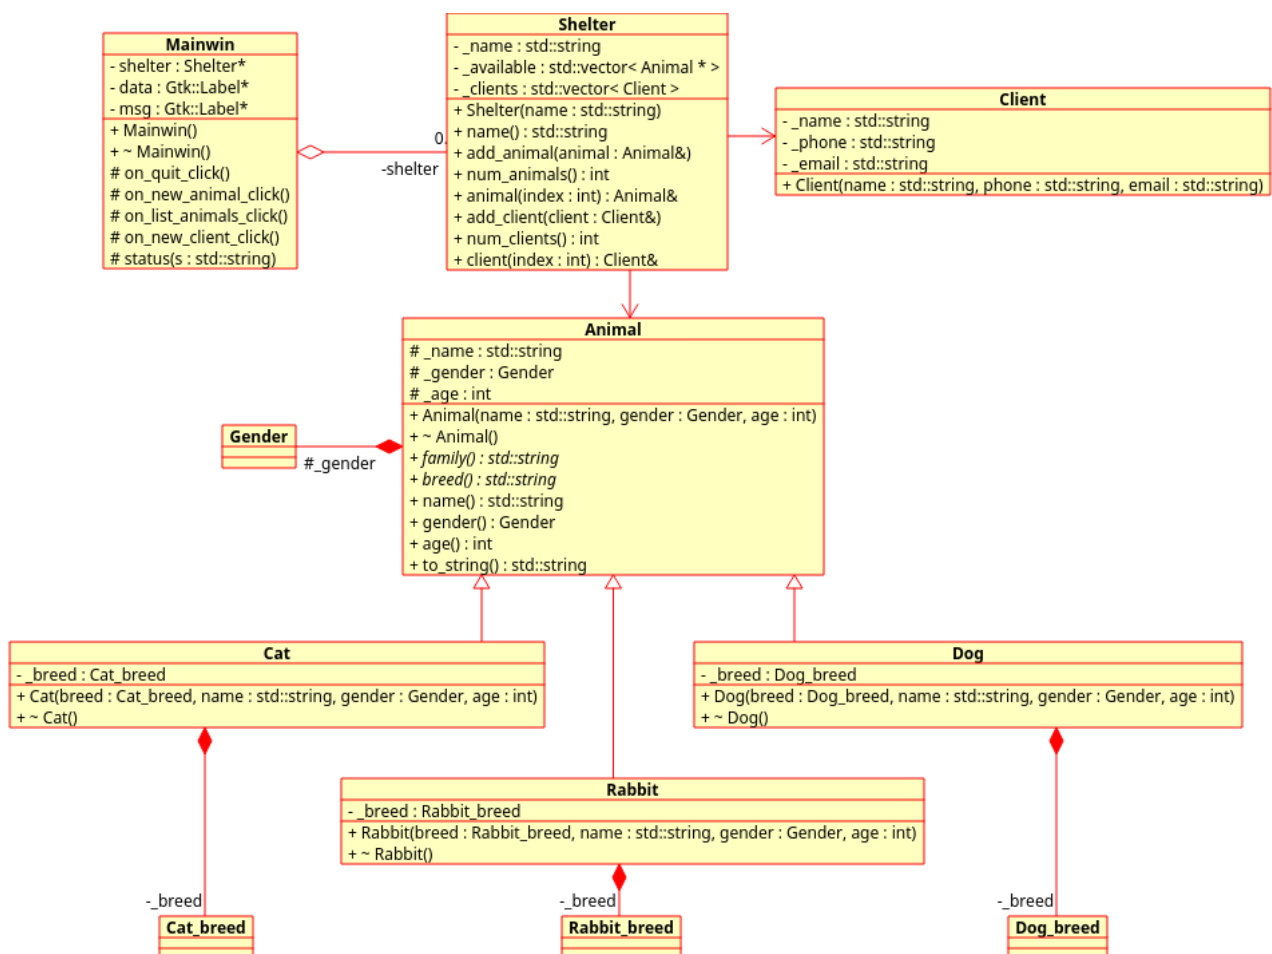 Mainwin
- shelter : Shelter*
- data : Gtk::Label*
- msg : Gtk::Label*
+ Mainwin()
+ ~ Mainwin()
# on_quit_click()
# on_new_animal_click()
# on_list_animals_click()
# on_new_client_click()
# status(s : std::string)
0.
-shelter
Shelter
- _name : std::string
- _available : std::vector< Animal * >
- _clients : std::vector< Client >
+ Shelter(name : std::string)
+ name() : std::string
+ add_animal(animal : Animal&)
+ num_animals() : int
+ animal(index : int) : Animal&
+ add_client(client : Client&)
+ num_clients() : int
+ client(index : int) : Client&
Client
- _name : std::string
- _phone : std::string
- _email : std::string
+ Client(name : std::string, phone : std::string, email : std::string)
Animal
# _name : std::string
# _gender : Gender
# _age : int
+ Animal(name : std::string, gender : Gender, age : int)
+ ~ Animal()
+ family() : std::string
+ breed() : std::string
+ name() : std::string
+ gender() : Gender
+ age() : int
+ to_string() : std::string
Gender
#_gender
Cat
- _breed : Cat_breed
+ Cat(breed : Cat_breed, name : std::string, gender : Gender, age : int)
+ ~ Cat()
Dog
- _breed : Dog_breed
+ Dog(breed : Dog_breed, name : std::string, gender : Gender, age : int)
+ ~ Dog()
Rabbit
- _breed : Rabbit_breed
+ Rabbit(breed : Rabbit_breed, name : std::string, gender : Gender, age : int)
+ ~ Rabbit()
-_breed
Cat_breed
-_breed
Rabbit_breed
-_breed
Dog_breed